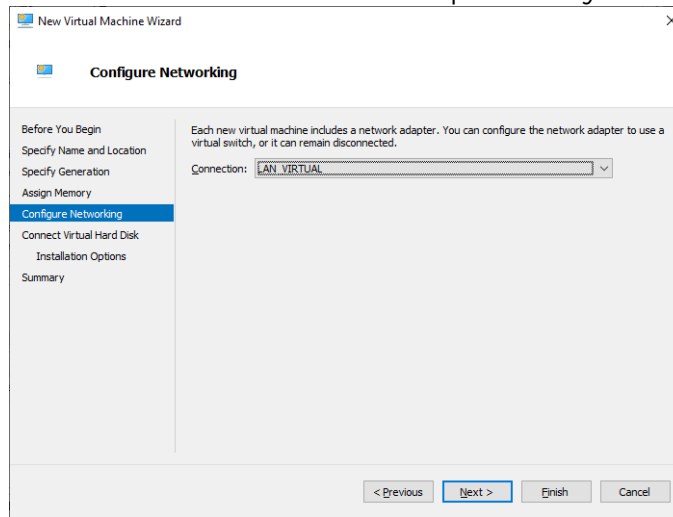 New Virtual Machine Wizard
Configure Networking
Before You Begin
Specify Name and Location
Specify Generation
Assign Memory
Configure Networking
Connect Virtual Hard Disk
Installation Options
Summary
Each new virtual machine includes a network adapter. You can configure the network adapter to use a
virtual switch, or it can remain disconnected.
Connection: LAN VIRTUAL
< Previous Next > Finish Cancel